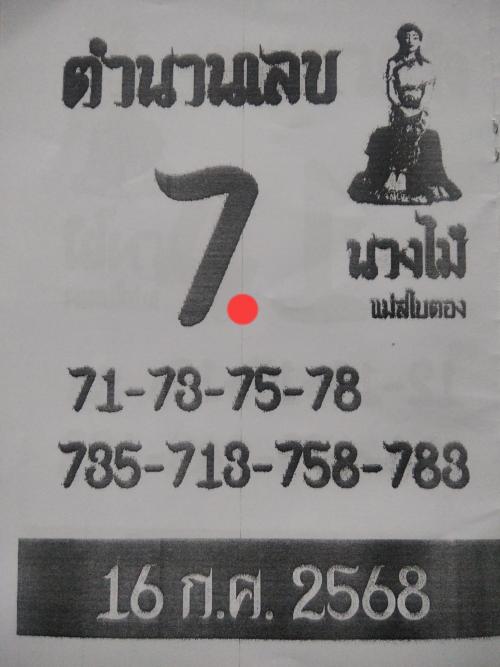 ตำนานเลข
7
นางไม้
แม่สไบตอง
71-73-75-78
735-713-758-783
16 ก.ค. 2568